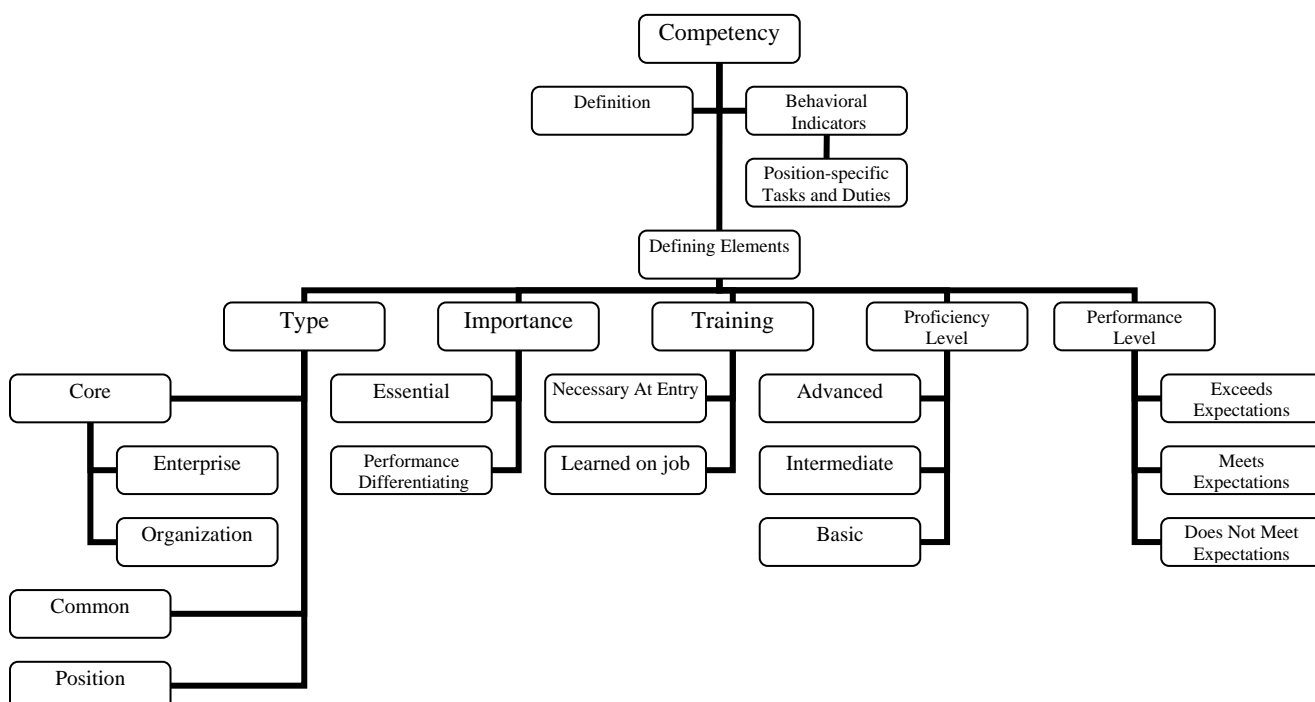 Competency
Definition
Behavioral
Indicators
Position-specific
Tasks and Duties
Defining Elements
Type
Importance
Training
Proficiency
Level
Performance
Level
Core
Essential
Necessary At Entry
Advanced
Exceeds
Expectations
Enterprise
Performance
Differentiating
Learned on job
Intermediate
Meets
Expectations
Organization
Basic
Does Not Meet
Expectations
Common
Position